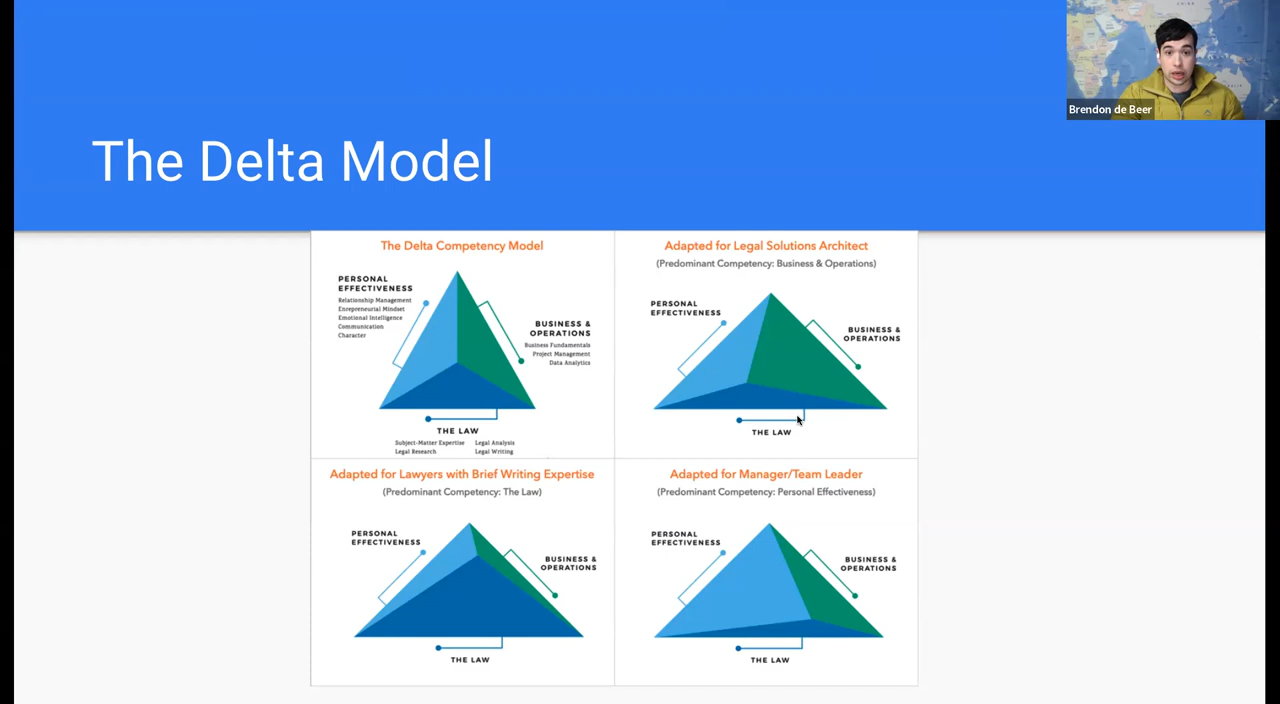 Brendon de Beer
The Delta Model
The Delta Competency Model
PERSONAL
EFFECTIVENESS
Relationship Management
Enrepreneurial Mindset
Emotional Intelligence
Communication
Character
BUSINESS &
OPERATIONS
Business Fundamentals
Project Management
Data Analytics
THE LAW
Subject-Matter Expertise Legal Analysis
Legal Research Legal Writing
Adapted for Legal Solutions Architect
(Predominant Competency: Business & Operations)
PERSONAL
EFFECTIVENESS
BUSINESS &
OPERATIONS
THE LAW
Adapted for Lawyers with Brief Writing Expertise
(Predominant Competency: The Law)
PERSONAL
EFFECTIVENESS
BUSINESS &
OPERATIONS
THE LAW
Adapted for Manager/Team Leader
(Predominant Competency: Personal Effectiveness)
PERSONAL
EFFECTIVENESS
BUSINESS &
OPERATIONS
THE LAW